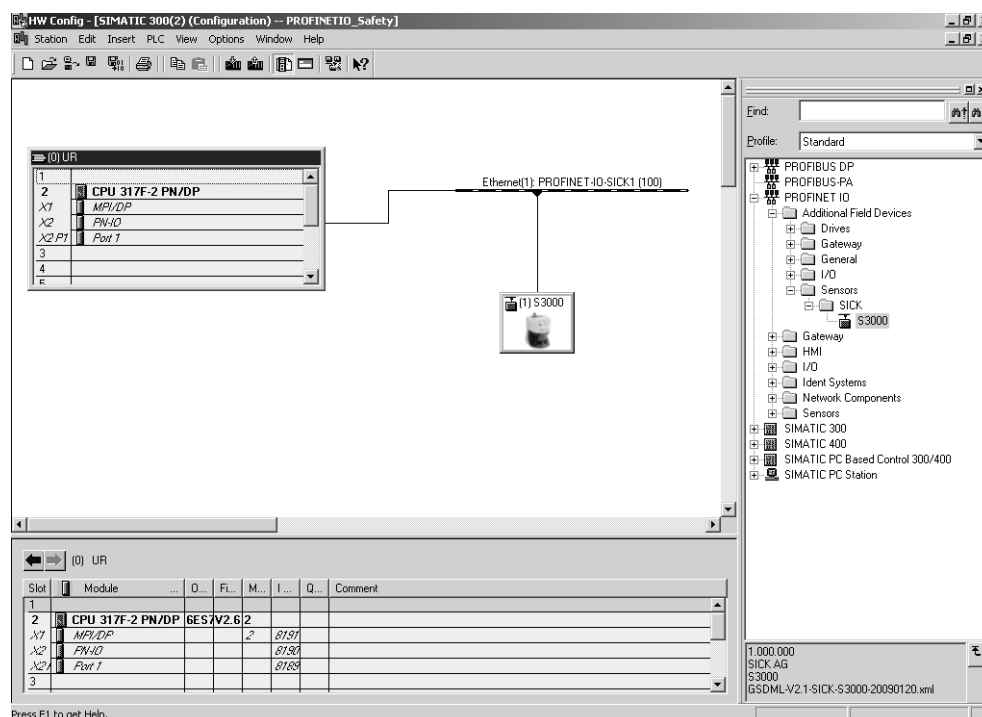 HW Config - [SIMATIC 300(2) (Configuration) -- PROFINETIO_Safety]
Station Edit Insert PLC View Options Window Help
(0) UR
1
2 CPU 317F-2 PN/DP
X1 MPI/DP
X2 PN-IO
X2 P1 Port 1
3
4
5
Ethernet(1): PROFINET-IO-SICK1 (100)
(1) S3000
Find:
Profile: Standard
PROFIBUS DP
PROFIBUS-PA
PROFINET IO
Additional Field Devices
Drives
Gateway
General
I/O
Sensors
SICK
S3000
Gateway
HMI
I/O
Ident Systems
Network Components
Sensors
SIMATIC 300
SIMATIC 400
SIMATIC PC Based Control 300/400
SIMATIC PC Station
(0) UR
Slot Module ... O... Fi... M... I ... Q... Comment
1
2 CPU 317F-2 PN/DP 6ES7 V2.6 2
X1 MPI/DP 2 8191
X2 PN-IO 8190
X2 Port 1 8189
3
1.000.000
SICK AG
S3000
GSDML-V2.1-SICK-S3000-20090120.xml
Press F1 to get Help.